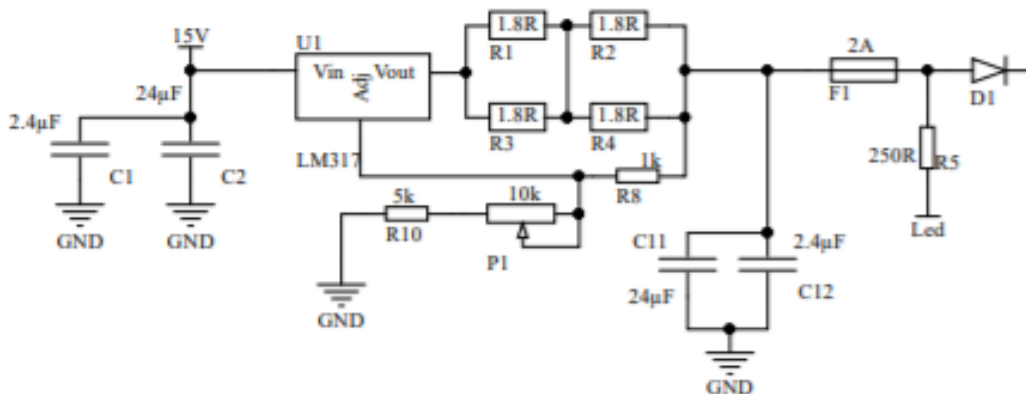 15V
U1
1.8R
R1
1.8R
R2
2A
F1
D1
Vin
Adj
Vout
24µF
2.4µF
C1
C2
LM317
1.8R
R3
1.8R
R4
1k
R8
250R
R5
Led
5k
R10
10k
P1
GND
GND
GND
C11
24µF
2.4µF
C12
GND